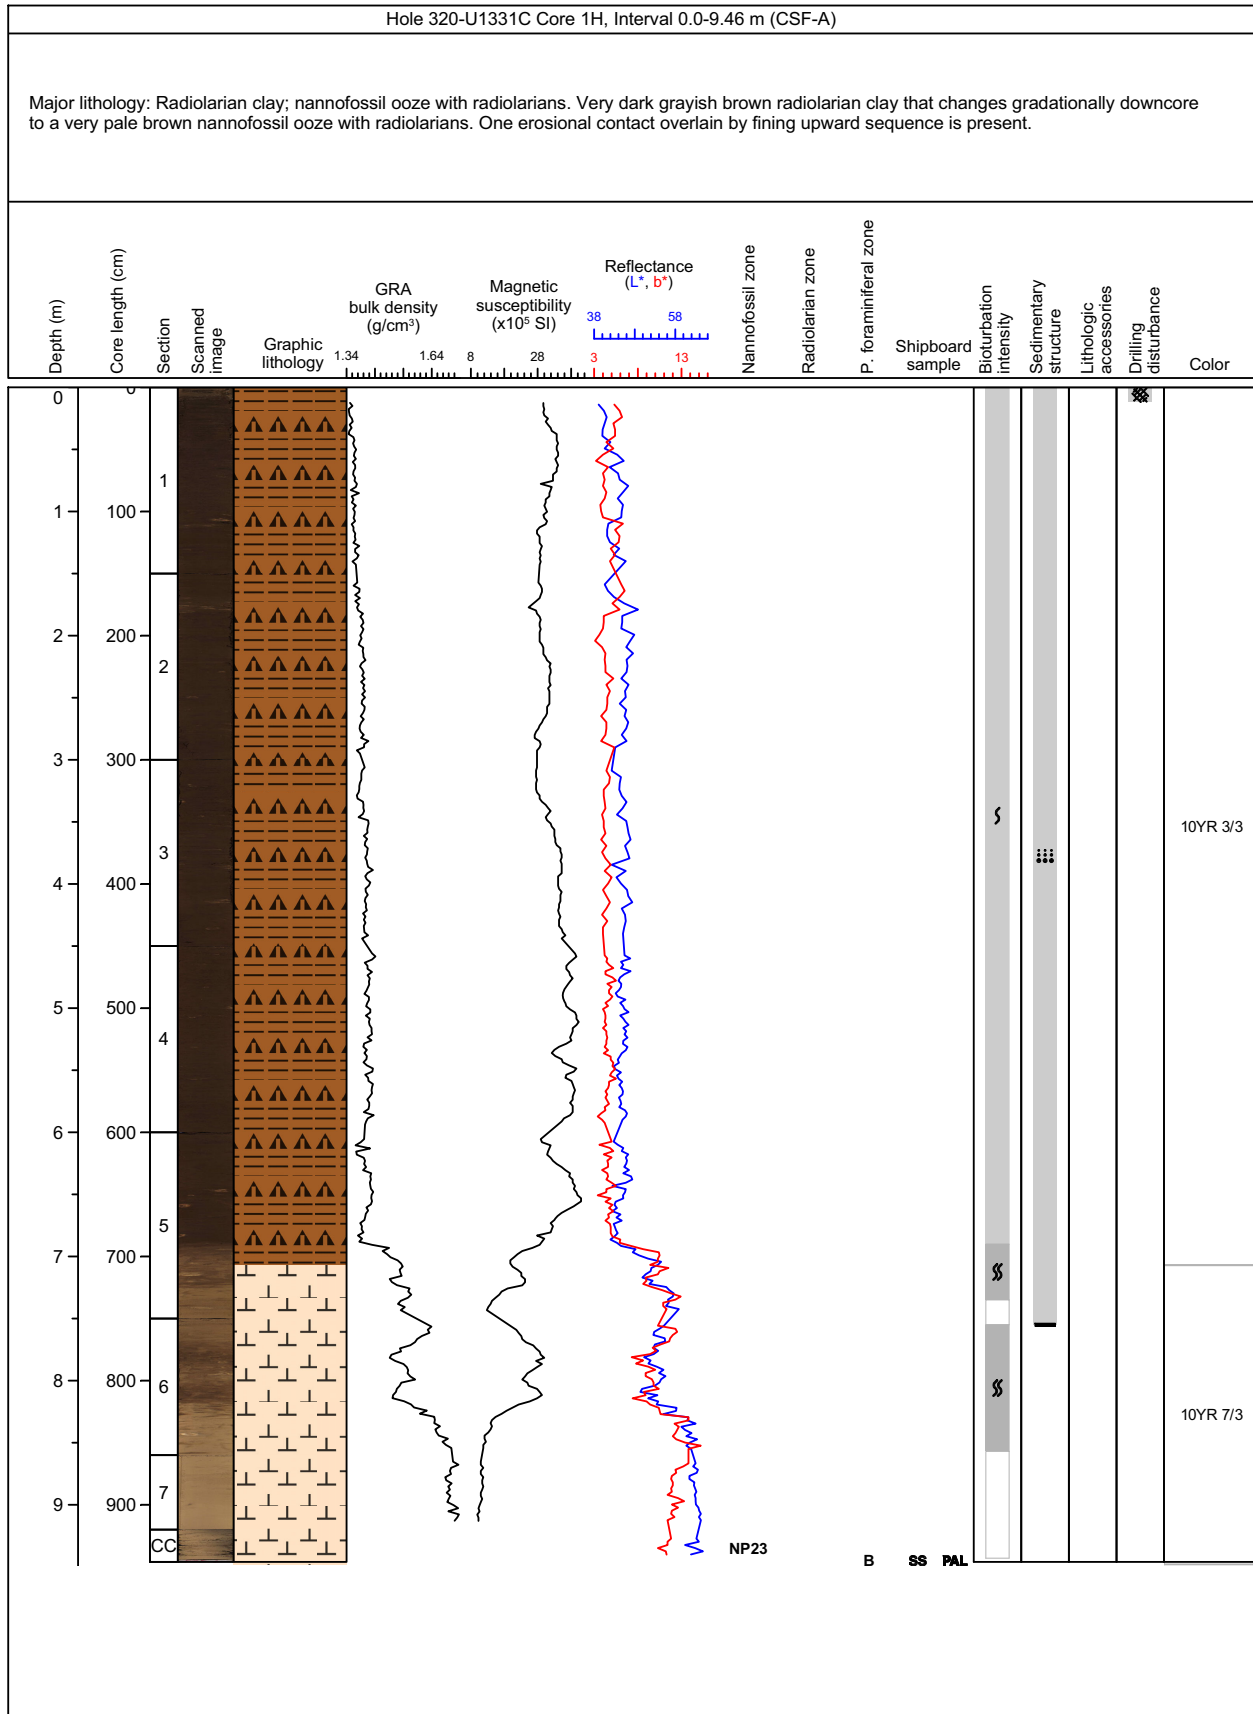 Hole 320-U1331C Core 1H, Interval 0.0-9.46 m (CSF-A)
Major lithology: Radiolarian clay; nannofossil ooze with radiolarians. Very dark grayish brown radiolarian clay that changes gradationally downcore
to a very pale brown nannofossil ooze with radiolarians. One erosional contact overlain by fining upward sequence is present.
Depth (m)
Core length (cm)
Section
Scanned
image
Graphic
lithology
GRA
bulk density
(g/cm³)
1.34 1.64
Magnetic
susceptibility
(x10⁵ SI)
8 28
Reflectance
(L*, b*)
38 58
3 13
Nannofossil zone
Radiolarian zone
P. foraminiferal zone
Shipboard
sample
Bioturbation
intensity
Sedimentary
structure
Lithologic
accessories
Drilling
disturbance
Color
0 0
1
1 100
2 200
2
3 300
10YR 3/3
3
4 400
5 500
4
6 600
5
7 700
8 800
6
10YR 7/3
7
9 900
CC
NP23
B SS PAL